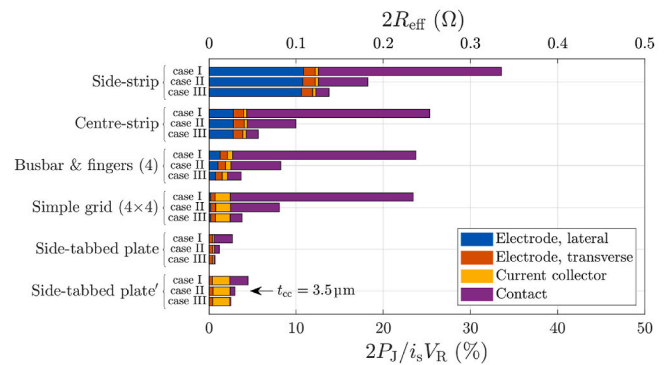 2R_eff (Ω)
0 0.1 0.2 0.3 0.4 0.5
Side-strip
case I
case II
case III
Centre-strip
case I
case II
case III
Busbar & fingers (4)
case I
case II
case III
Simple grid (4×4)
case I
case II
case III
Side-tabbed plate
case I
case II
case III
Side-tabbed plate′
case I
case II
case III
t_cc = 3.5 μm
Electrode, lateral
Electrode, transverse
Current collector
Contact
0 10 20 30 40 50
2P_J/i_sV_R (%)